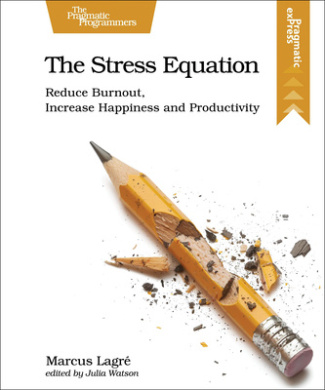 The
Pragmatic
Programmers
Pragmatic
exPress
The Stress Equation
Reduce Burnout,
Increase Happiness and Productivity
Marcus Lagré
edited by Julia Watson